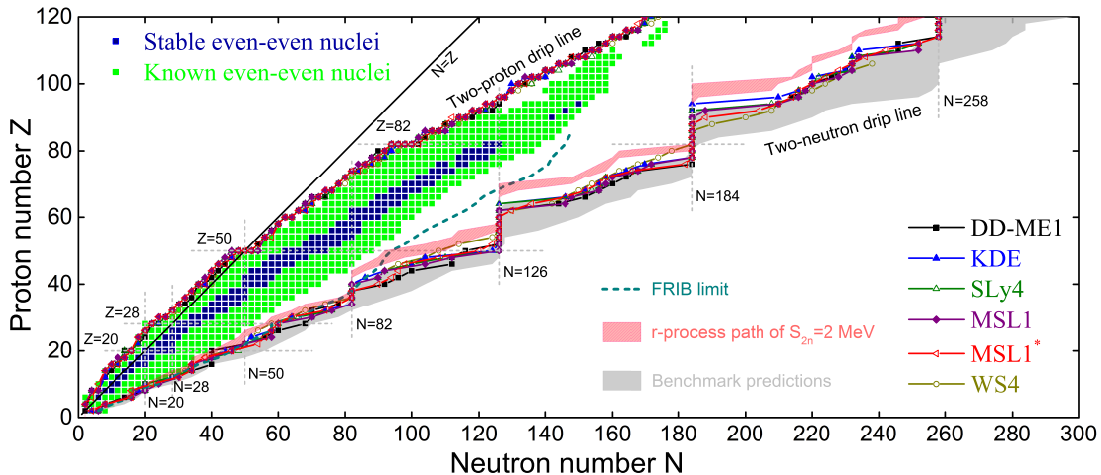 Stable even-even nuclei
Known even-even nuclei
N=Z
Two-proton drip line
Z=82
Z=50
Z=28
Z=20
N=20
N=28
N=50
N=82
N=126
N=184
N=258
Two-neutron drip line
FRIB limit
r-process path of S2n=2 MeV
Benchmark predictions
DD-ME1
KDE
SLy4
MSL1
MSL1*
WS4
Proton number Z
0
20
40
60
80
100
120
0 20 40 60 80 100 120 140 160 180 200 220 240 260 280 300
Neutron number N